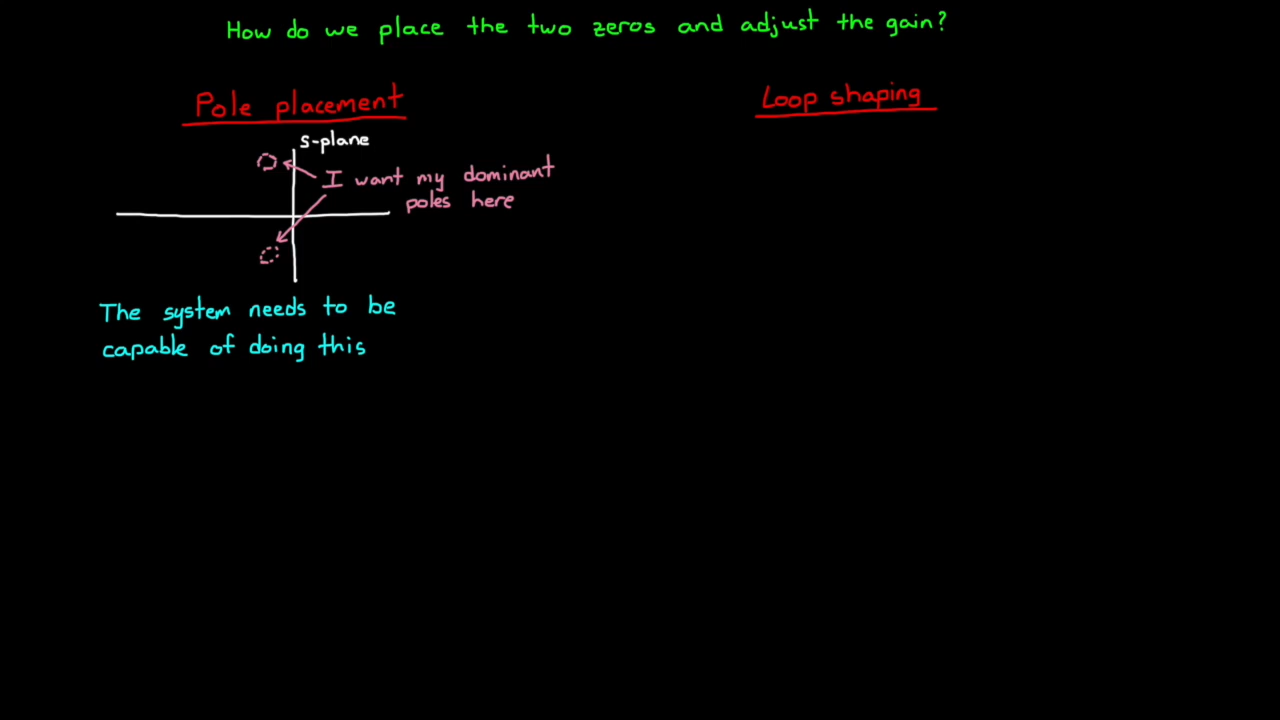 How do we place the two zeros and adjust the gain?
Pole placement
s-plane
I want my dominant
poles here
The system needs to be
capable of doing this
Loop shaping